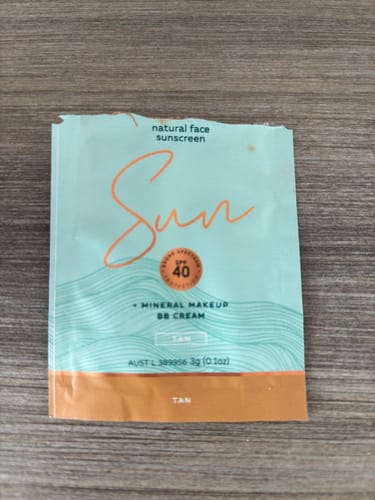 natural face
sunscreen
Sun
BROAD SPECTRUM
SPF
40
PROTECTION
+ MINERAL MAKEUP
BB CREAM
TAN
AUST L 389956 3g (0.1oz)
TAN